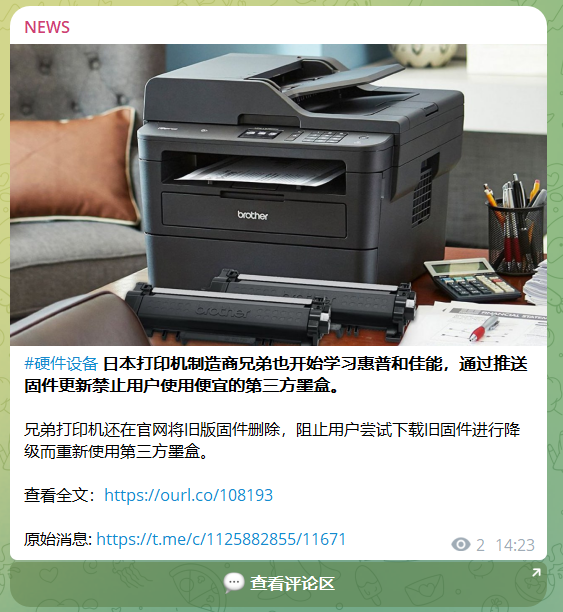 NEWS
brother
brother
#硬件设备 日本打印机制造商兄弟也开始学习惠普和佳能，通过推送
固件更新禁止用户使用便宜的第三方墨盒。
兄弟打印机还在官网将旧版固件删除，阻止用户尝试下载旧固件进行降
级而重新使用第三方墨盒。
查看全文：https://ourl.co/108193
原始消息: https://t.me/c/1125882855/11671
2 14:23
💬 查看评论区